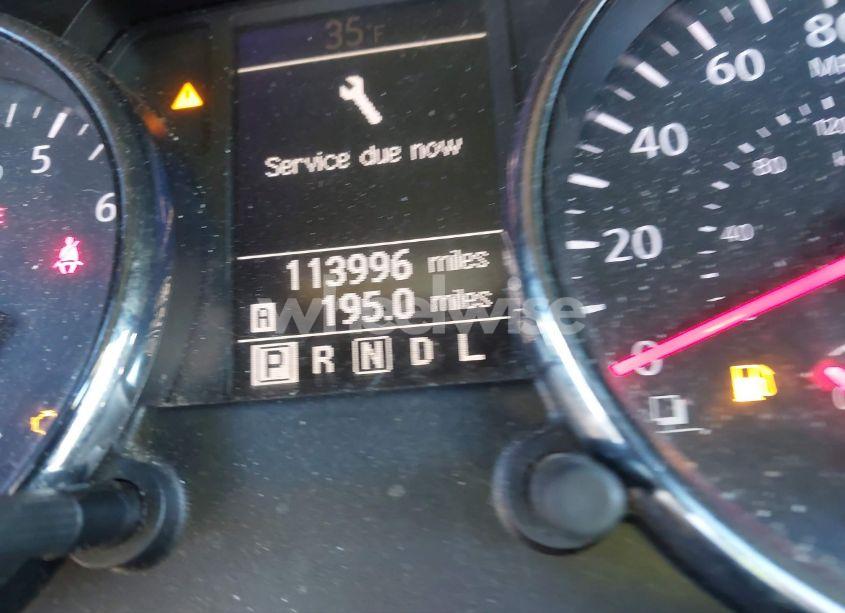 35°F
80
60
5
Service due now
40
120
80
6
20
40
113996 miles
A 195.0 miles
wheelwise
P R N D L
0